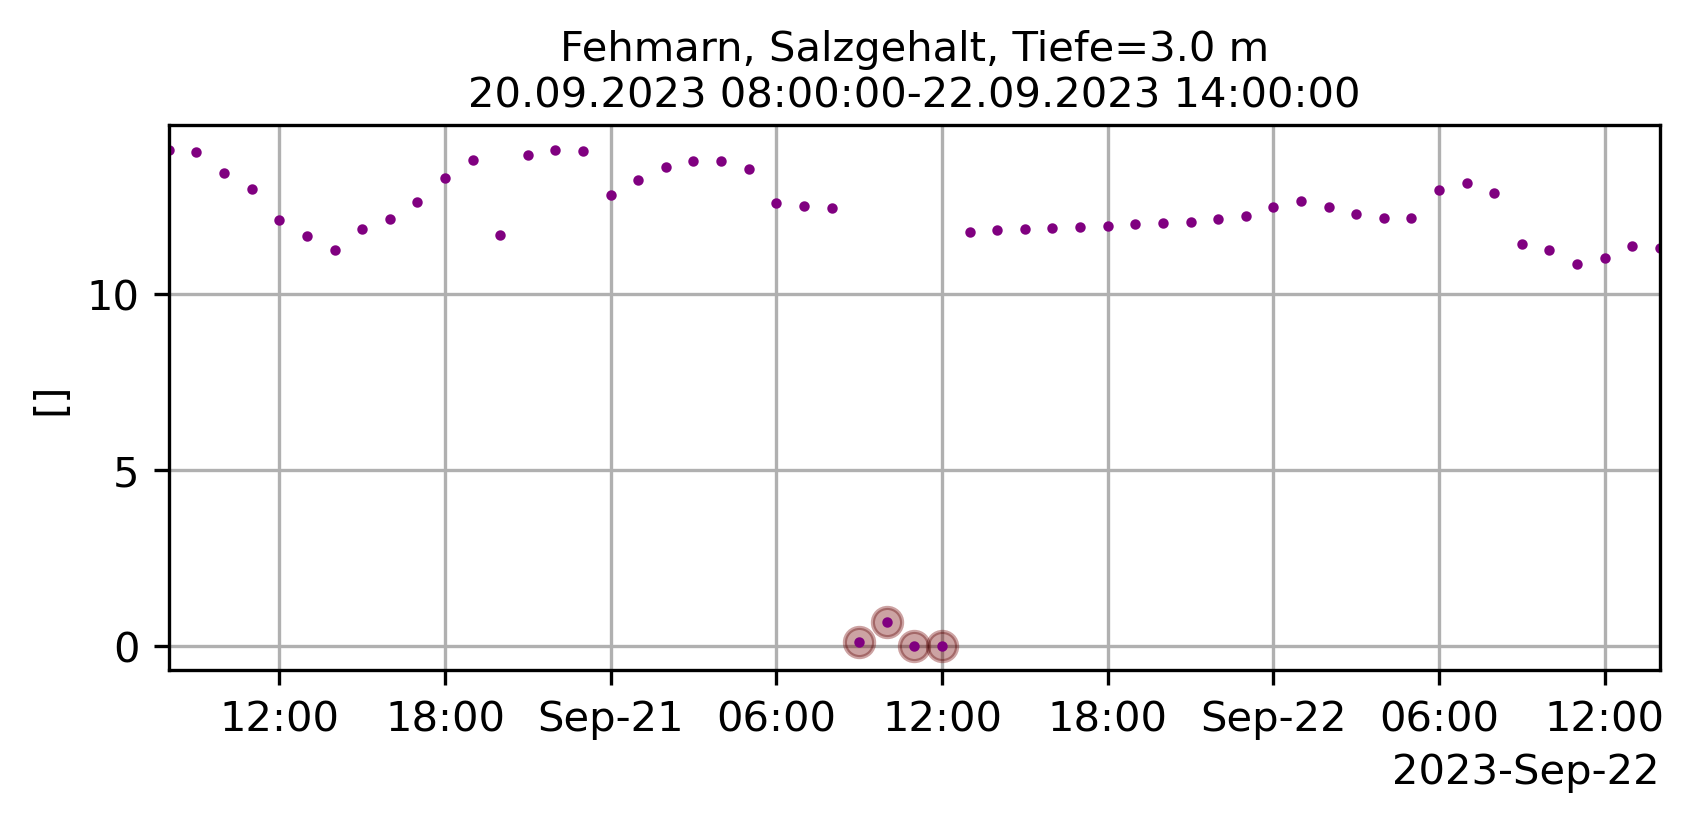 Fehmarn, Salzgehalt, Tiefe=3.0 m
20.09.2023 08:00:00-22.09.2023 14:00:00
10
[]
5
0
12:00 18:00 Sep-21 06:00 12:00 18:00 Sep-22 06:00 12:00
2023-Sep-22